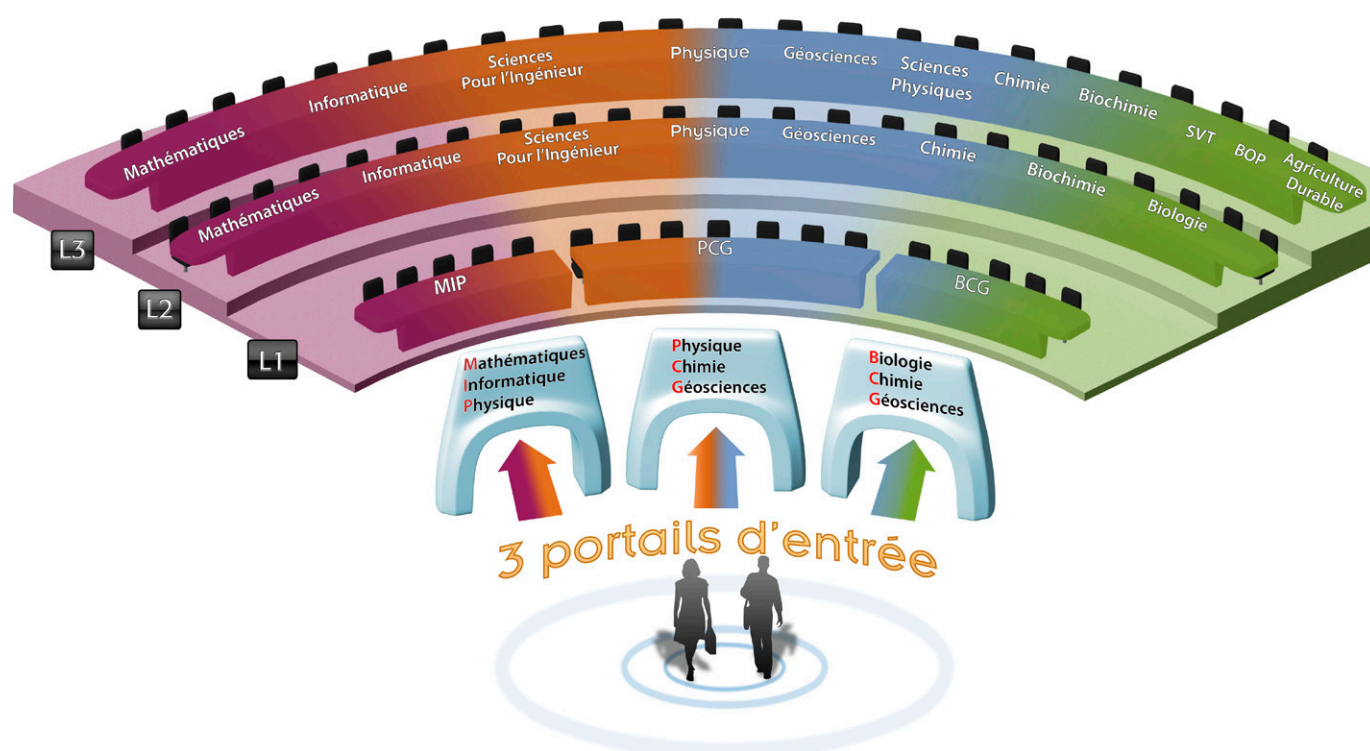 Mathématiques
Informatique
Sciences
Pour l'Ingénieur
Physique
Géosciences
Sciences
Physiques
Chimie
Biochimie
SVT
BOP
Agriculture
Durable
L3
Mathématiques
Informatique
Sciences
Pour l'Ingénieur
Physique
Géosciences
Chimie
Biochimie
Biologie
L2
MIP
PCG
BCG
L1
Mathématiques
Informatique
Physique
Physique
Chimie
Géosciences
Biologie
Chimie
Géosciences
3 portails d'entrée